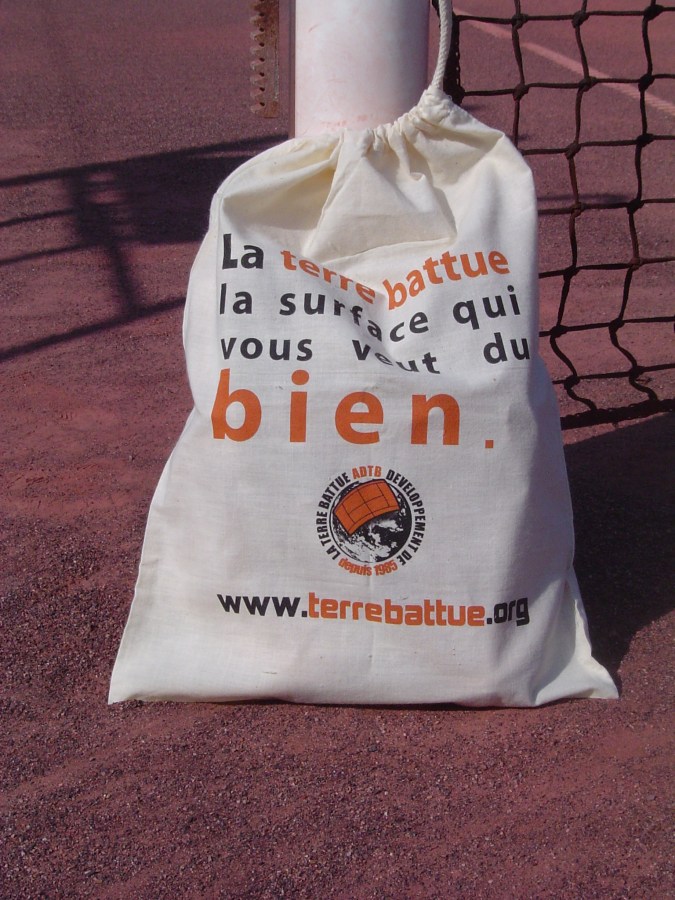 La terre battue
la surface qui
vous veut du
bien.
ADTB DEVELOPPEMENT DE LA TERRE BATTUE
depuis 1985
www.terrebattue.org